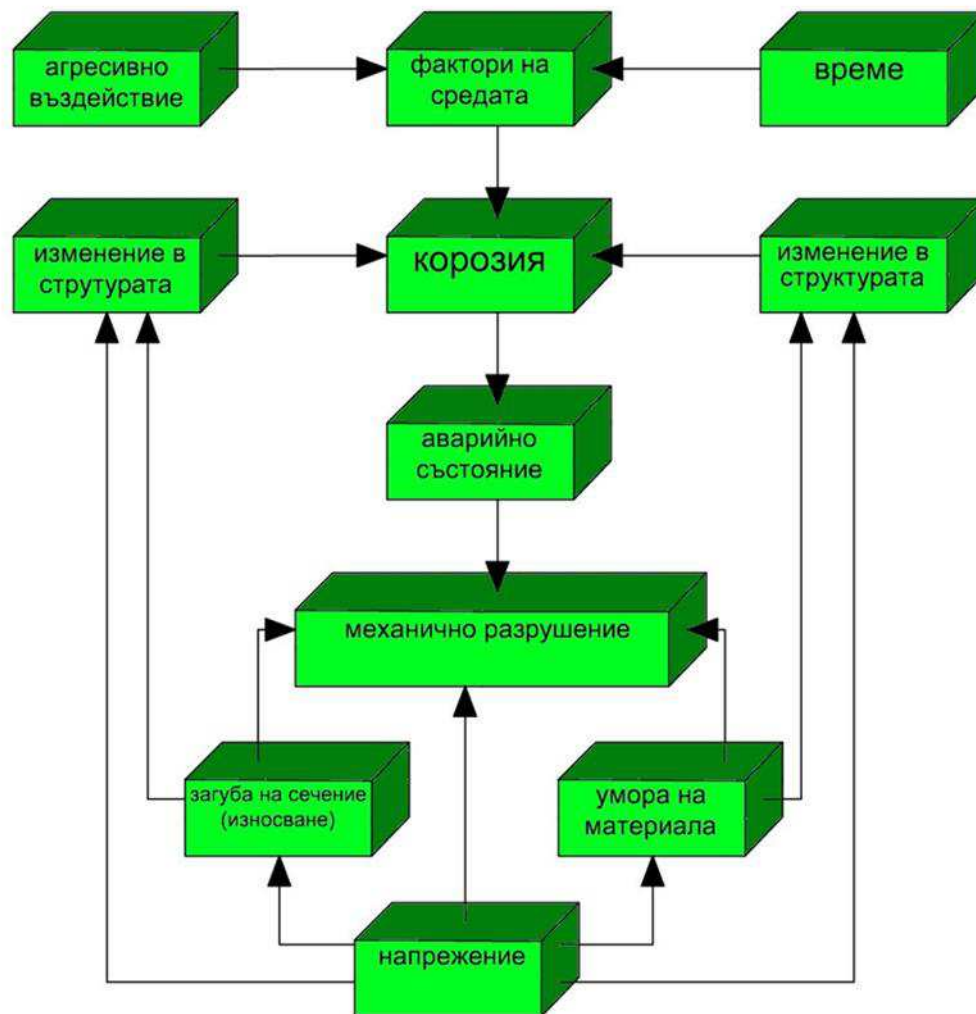 агресивно
въздействие
фактори на
средата
време
изменение в
струтурата
корозия
изменение в
структурата
аварийно
състояние
механично разрушение
загуба на сечение
(износване)
умора на
материала
напрежение